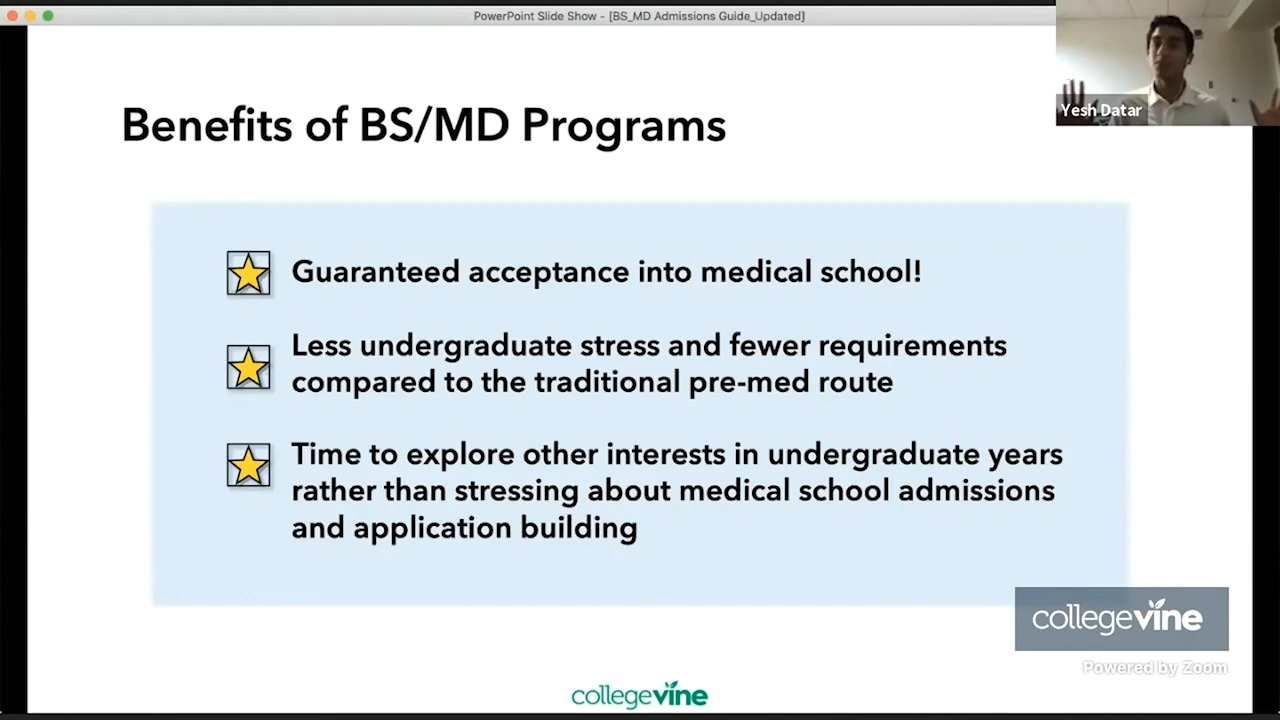 PowerPoint Slide Show - [BS_MD Admissions Guide_Updated]
Yesh Datar
Benefits of BS/MD Programs
Guaranteed acceptance into medical school!
Less undergraduate stress and fewer requirements
compared to the traditional pre-med route
Time to explore other interests in undergraduate years
rather than stressing about medical school admissions
and application building
collegevine
Powered by Zoom
collegevine